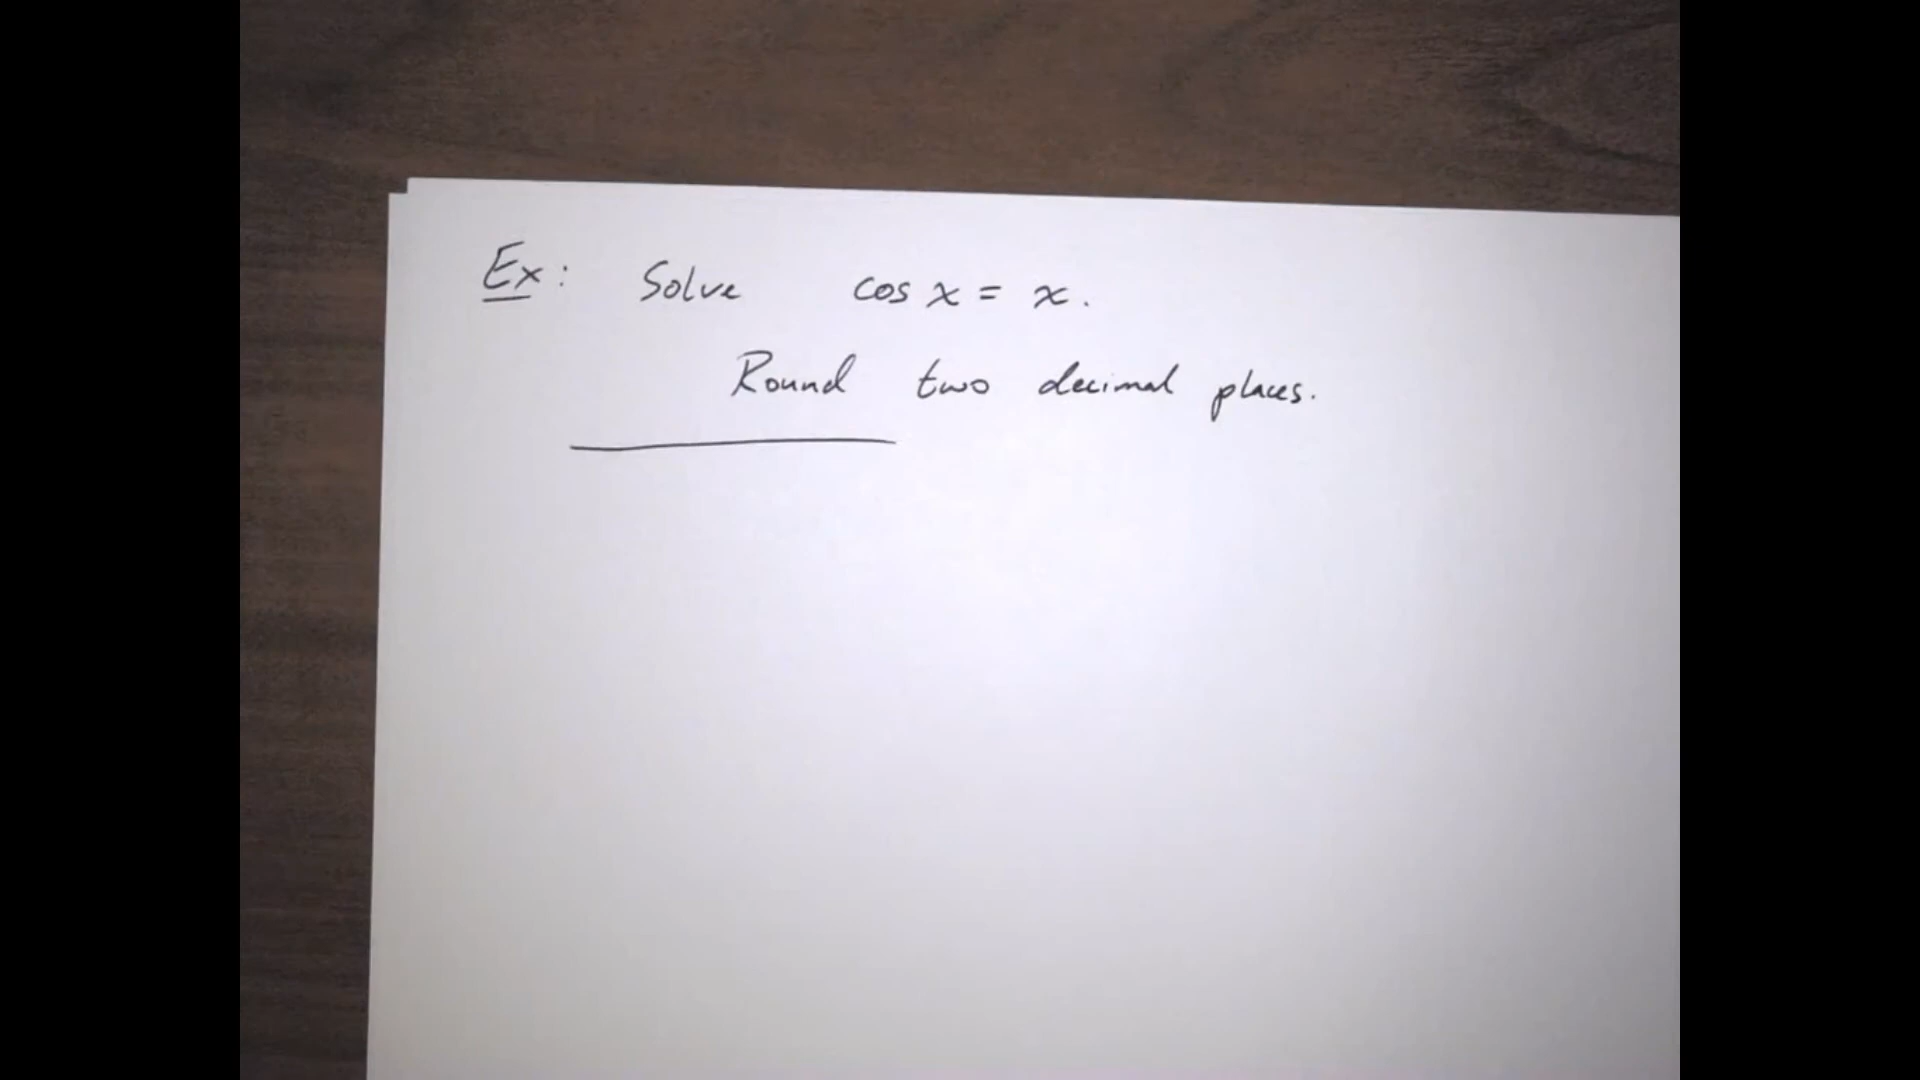 Ex: Solve cos x = x.
Round two decimal places.